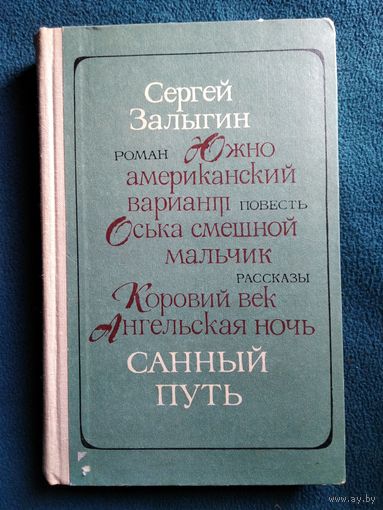 Сергей
Залыгин
РОМАН Южно
американский
вариант ПОВЕСТЬ
Оська смешной
мальчик
РАССКАЗЫ
Коровий век
Ангельская ночь
САННЫЙ
ПУТЬ
© www.ay.by